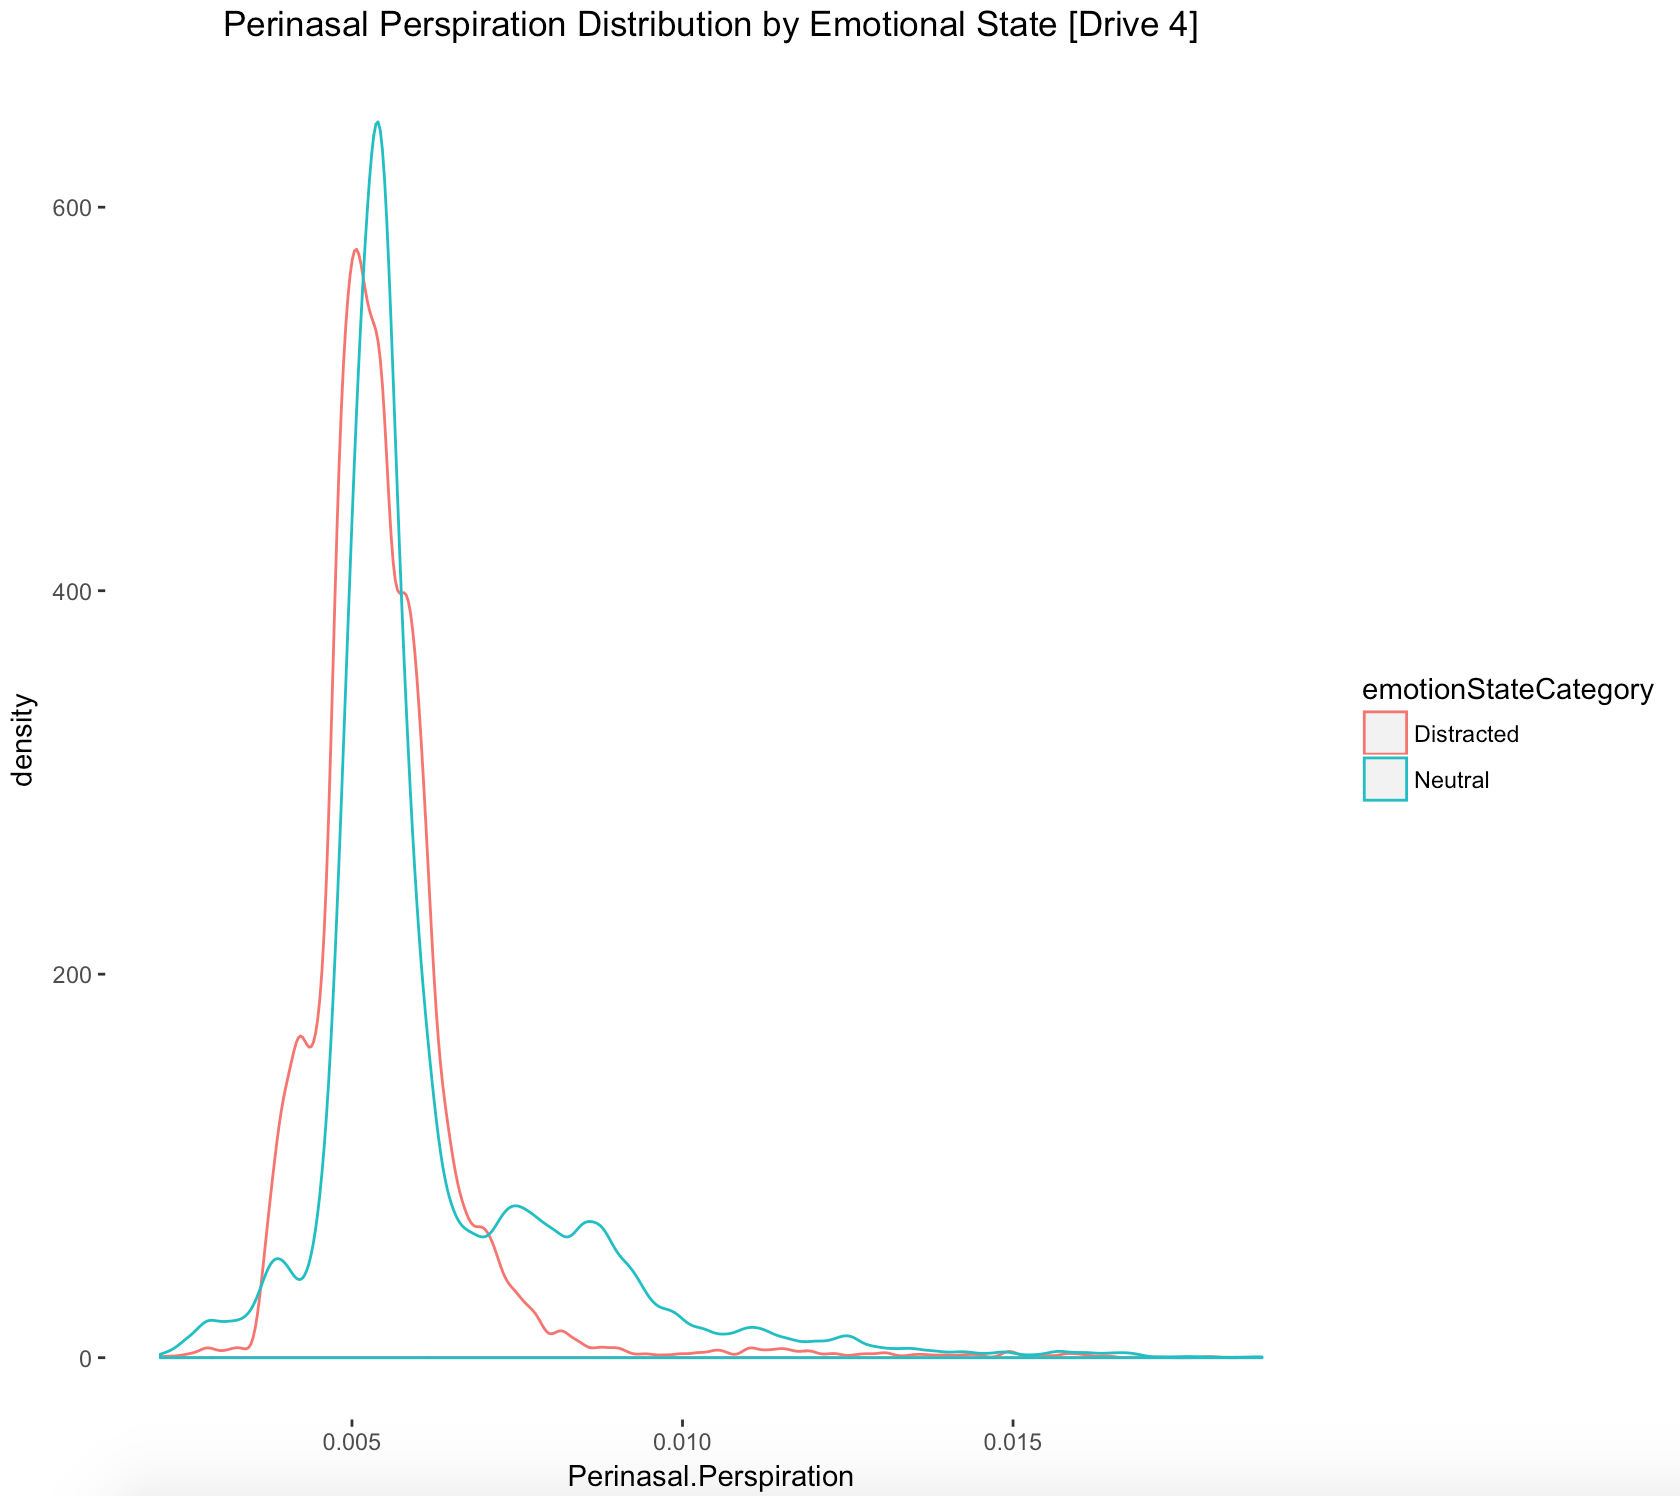 Perinasal Perspiration Distribution by Emotional State [Drive 4]
600
400
200
0
density
0.005
0.010
0.015
Perinasal.Perspiration
emotionStateCategory
Distracted
Neutral